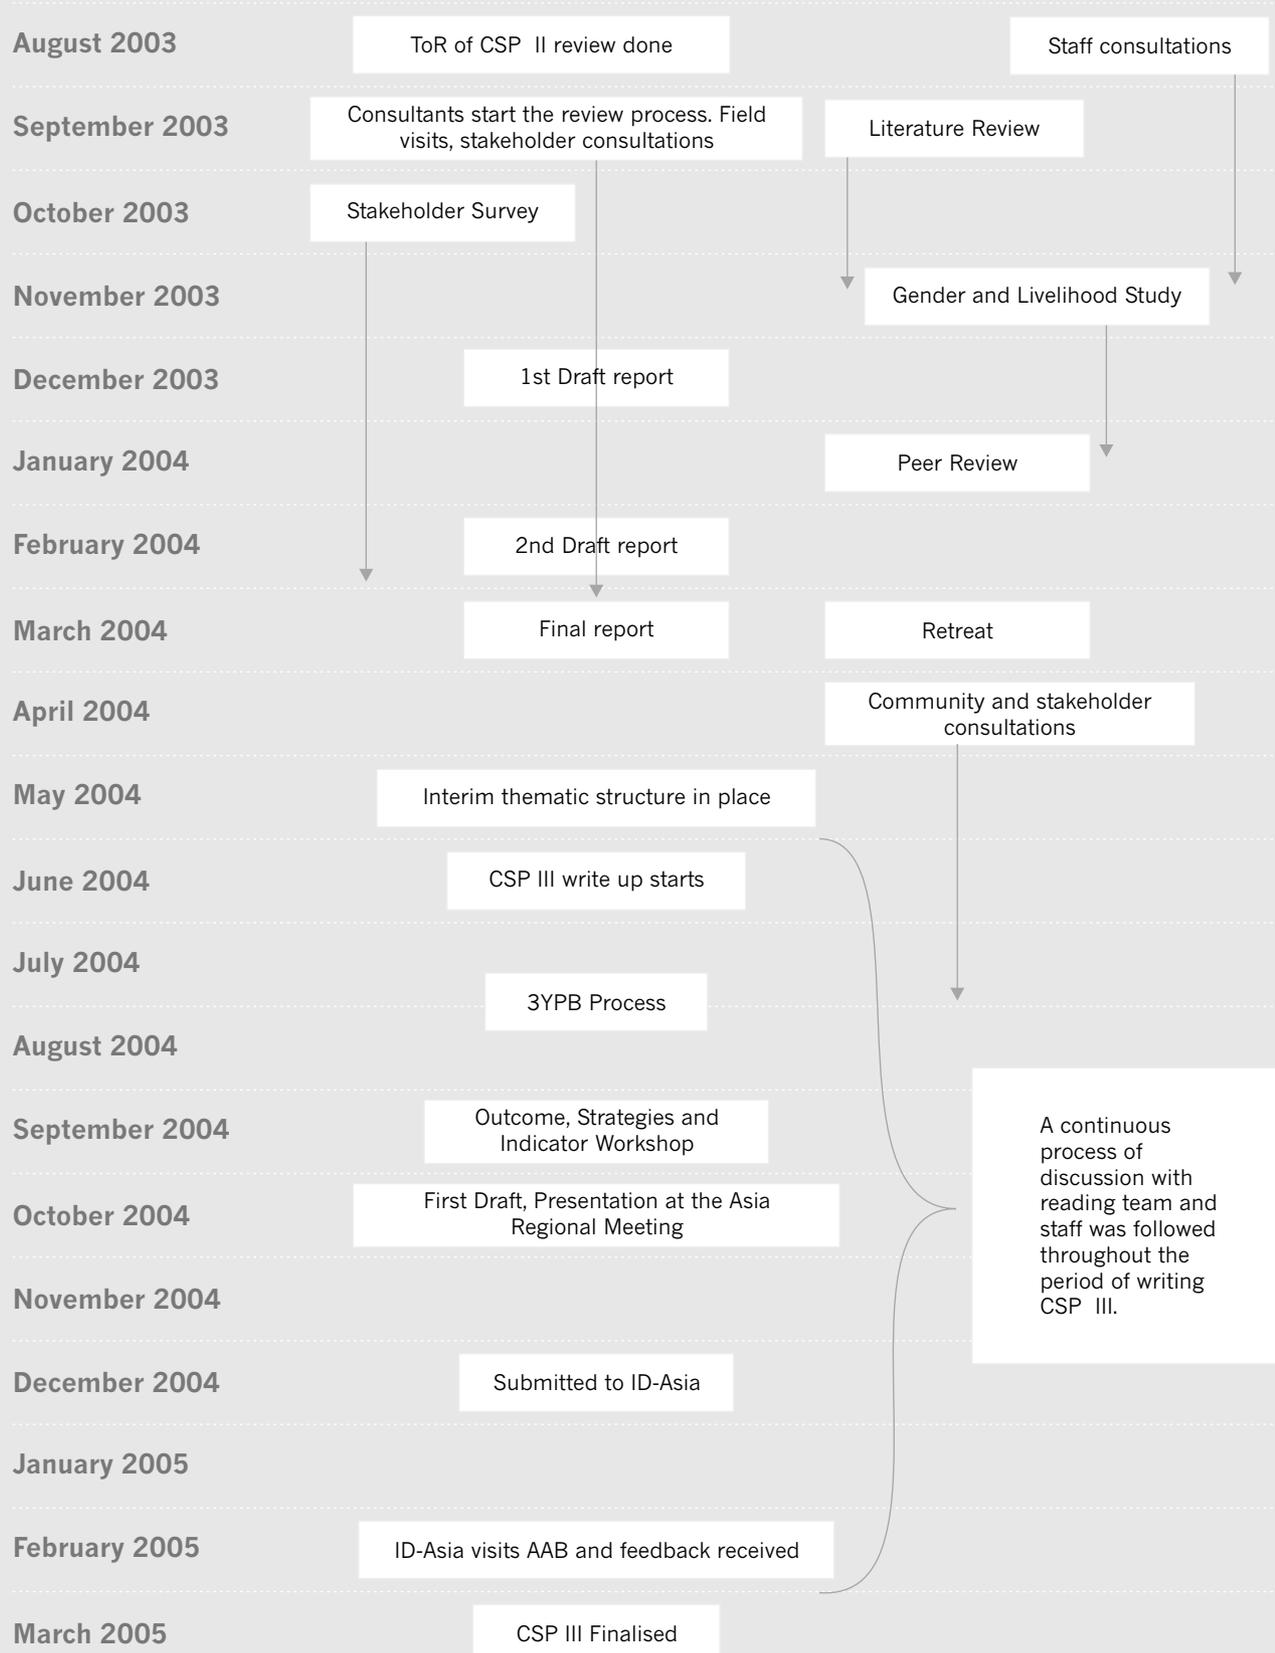 August 2003
ToR of CSP  II review done
Staff consultations
September 2003
Consultants start the review process. Field
visits, stakeholder consultations
Literature Review
October 2003
Stakeholder Survey
November 2003
Gender and Livelihood Study
December 2003
1st Draft report
January 2004
Peer Review
February 2004
2nd Draft report
March 2004
Final report
Retreat
April 2004
Community and stakeholder
consultations
May 2004
Interim thematic structure in place
June 2004
CSP III write up starts
July 2004
3YPB Process
August 2004
September 2004
Outcome, Strategies and
Indicator Workshop
October 2004
First Draft, Presentation at the Asia
Regional Meeting
A continuous
process of
discussion with
reading team and
staff was followed
throughout the
period of writing
CSP  III.
November 2004
December 2004
Submitted to ID-Asia
January 2005
February 2005
ID-Asia visits AAB and feedback received
March 2005
CSP III Finalised